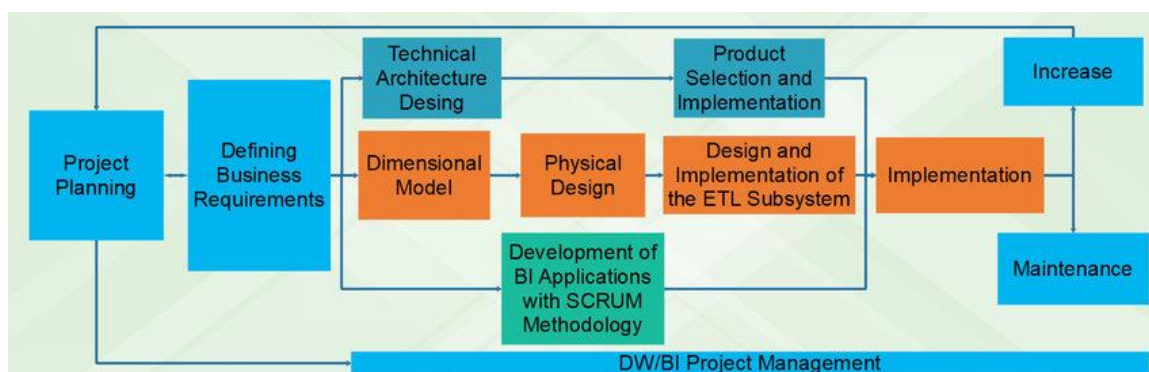 Project
Planning
Defining
Business
Requirements
Technical
Architecture
Desing
Product
Selection and
Implementation
Dimensional
Model
Physical
Design
Design and
Implementation of
the ETL Subsystem
Development of
BI Applications
with SCRUM
Methodology
Implementation
Increase
Maintenance
DW/BI Project Management